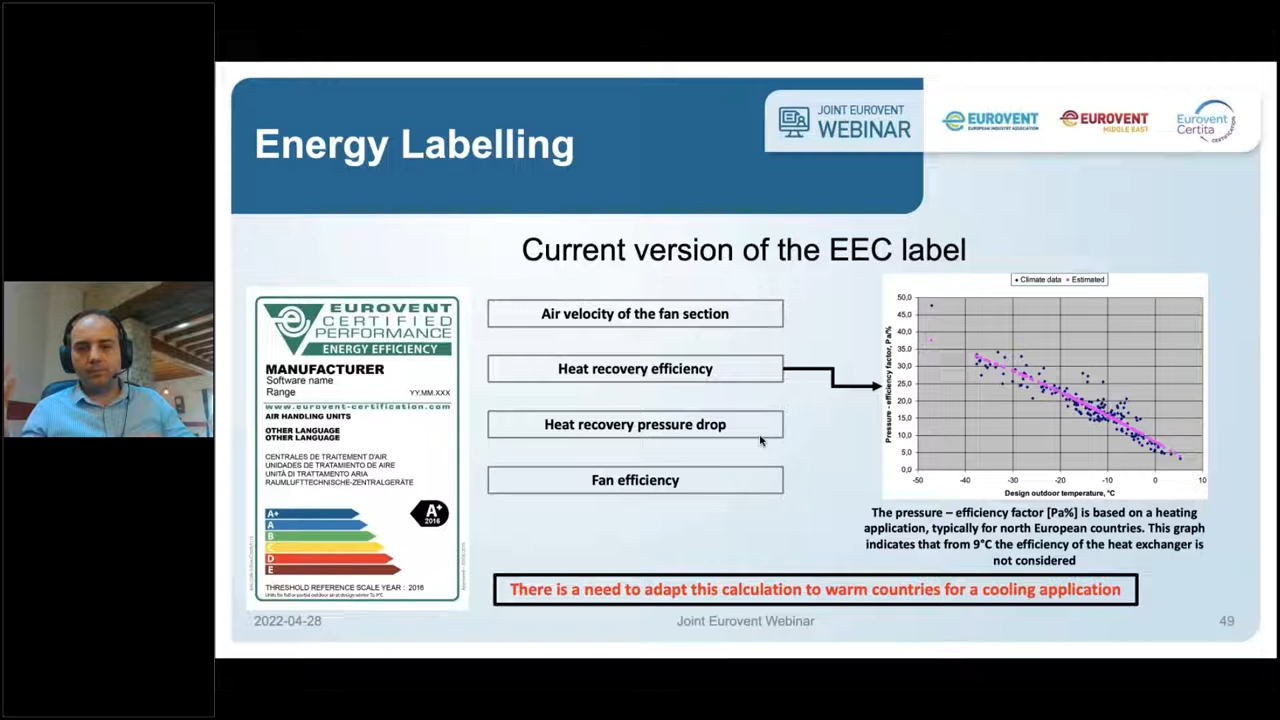 Energy Labelling
JOINT EUROVENT
WEBINAR
EUROVENT
EUROPEAN INDUSTRY ASSOCIATION
EUROVENT
MIDDLE EAST
Eurovent
Certita
CERTIFICATION
Current version of the EEC label
EUROVENT
CERTIFIED
PERFORMANCE
ENERGY EFFICIENCY
MANUFACTURER
Software name
Range YY.MM.XXX
www.eurovent-certification.com
AIR HANDLING UNITS
OTHER LANGUAGE
OTHER LANGUAGE
CENTRALES DE TRAITEMENT D'AIR
UNIDADES DE TRATAMIENTO DE AIRE
UNITÀ DI TRATTAMENTO ARIA
RAUMLUFTTECHNISCHE-ZENTRALGERÄTE
A+
A
B
C
D
E
A+
2016
THRESHOLD REFERENCE SCALE YEAR : 2016
Air velocity of the fan section
Heat recovery efficiency
Heat recovery pressure drop
Fan efficiency
Climate data Estimated
Pressure - efficiency factor, Pa/%
50,0
45,0
40,0
35,0
30,0
25,0
20,0
15,0
10,0
5,0
0,0
-50 -40 -30 -20 -10 0 10
Design outdoor temperature, °C
The pressure – efficiency factor [Pa%] is based on a heating
application, typically for north European countries. This graph
indicates that from 9°C the efficiency of the heat exchanger is
not considered
There is a need to adapt this calculation to warm countries for a cooling application
2022-04-28 Joint Eurovent Webinar 49